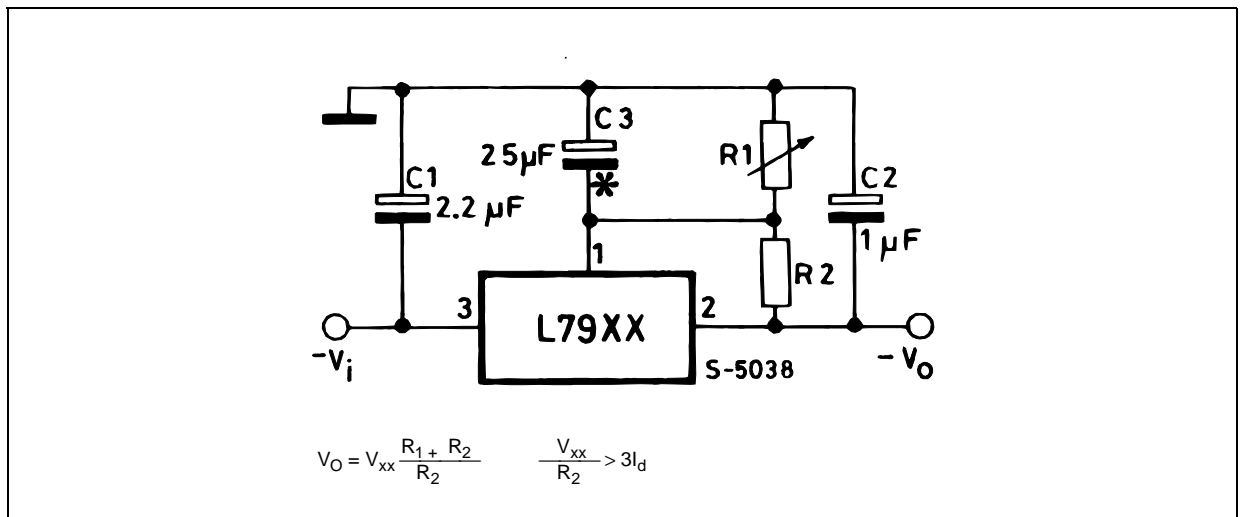 C3
25µF
*
R1
C1
2.2 µF
C2
1 µF
1
R2
3
L79XX
2
-Vi
S-5038
-Vo
VO = Vxx R1 + R2 / R2
Vxx / R2 > 3Id